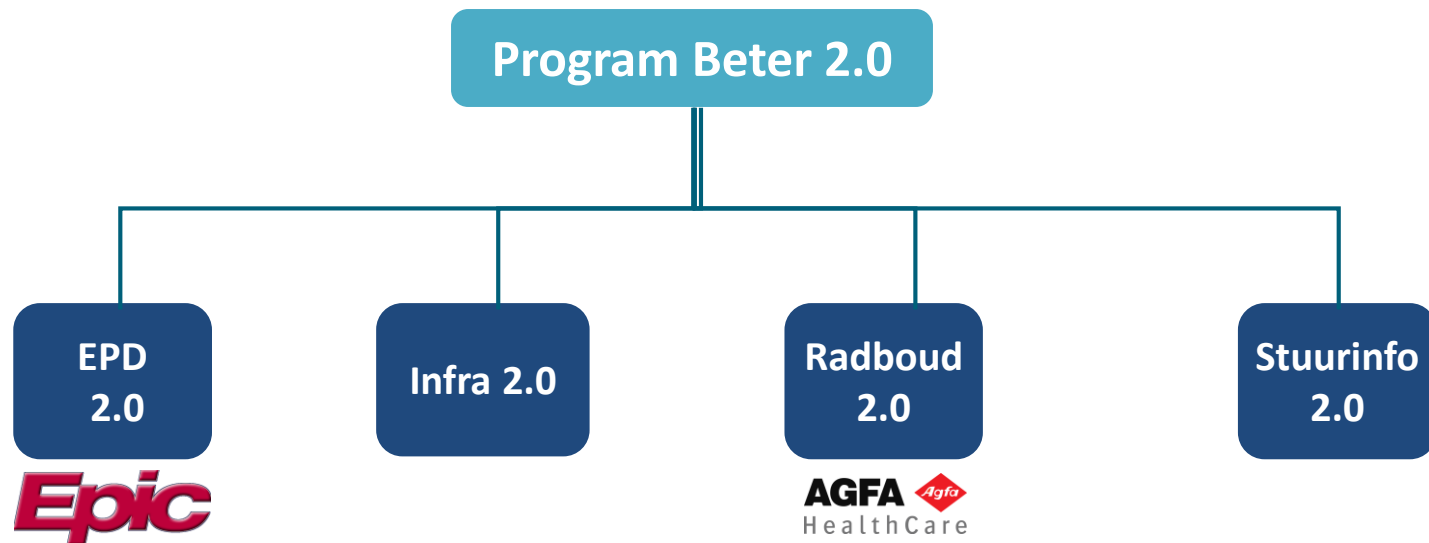 Program Beter 2.0
EPD
2.0
Infra 2.0
Radboud
2.0
Stuurinfo
2.0
Epic
AGFA Agfa
HealthCare